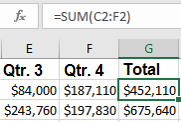 fx =SUM(C2:F2)
E F G
Qtr. 3 Qtr. 4 Total
$84,000 $187,110 $452,110
$243,760 $197,830 $675,640